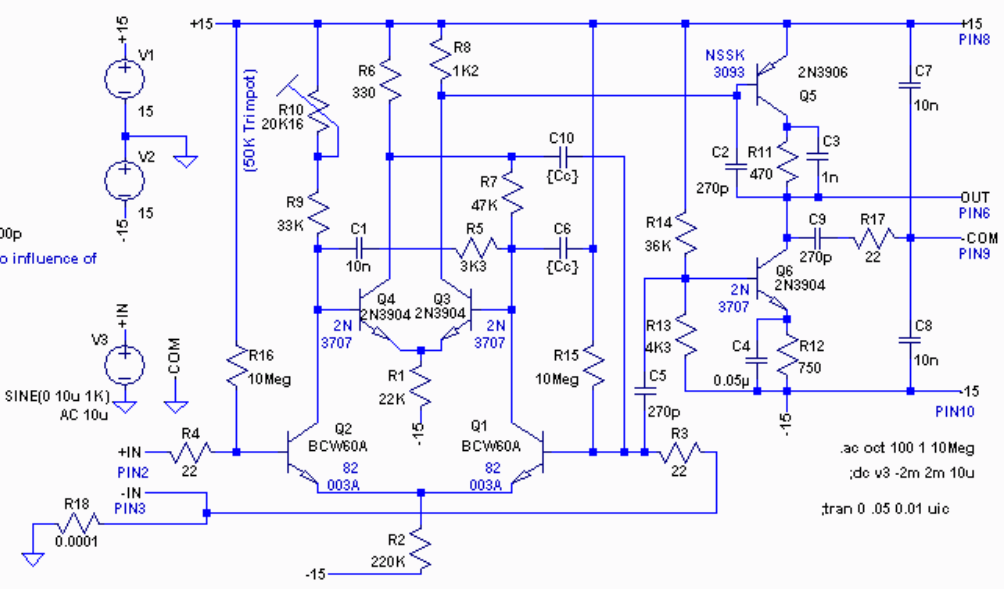 +15
+15
+15
PIN8
V1
15
V2
15
-15
(50K Trimpot)
R10
20K16
R6
330
R8
1K2
NSSK
3093
2N3906
Q5
C7
10n
C10
{Cc}
C2
270p
R11
470
C3
1n
R7
47K
R9
33K
OUT
PIN6
-COM
PIN9
R14
36K
C9
270p
R17
22
00p
o influence of
C1
10n
R5
3K3
C6
{Cc}
Q4
2N3904
Q3
2N3904
2N
3707
2N
3707
Q6
2N3904
2N
3707
+IN
V3
SINE(0 10u 1K)
AC 10u
-COM
R16
10Meg
R1
22K
-15
R15
10Meg
R13
4K3
C5
270p
C4
0.05µ
R12
750
-15
C8
10n
-15
PIN10
+IN
PIN2
R4
22
Q2
BCW60A
82
003A
Q1
BCW60A
82
003A
R3
22
-IN
PIN3
R18
0.0001
R2
220K
-15
.ac oct 100 1 10Meg
;dc v3 -2m 2m 10u
;tran 0 .05 0.01 uic